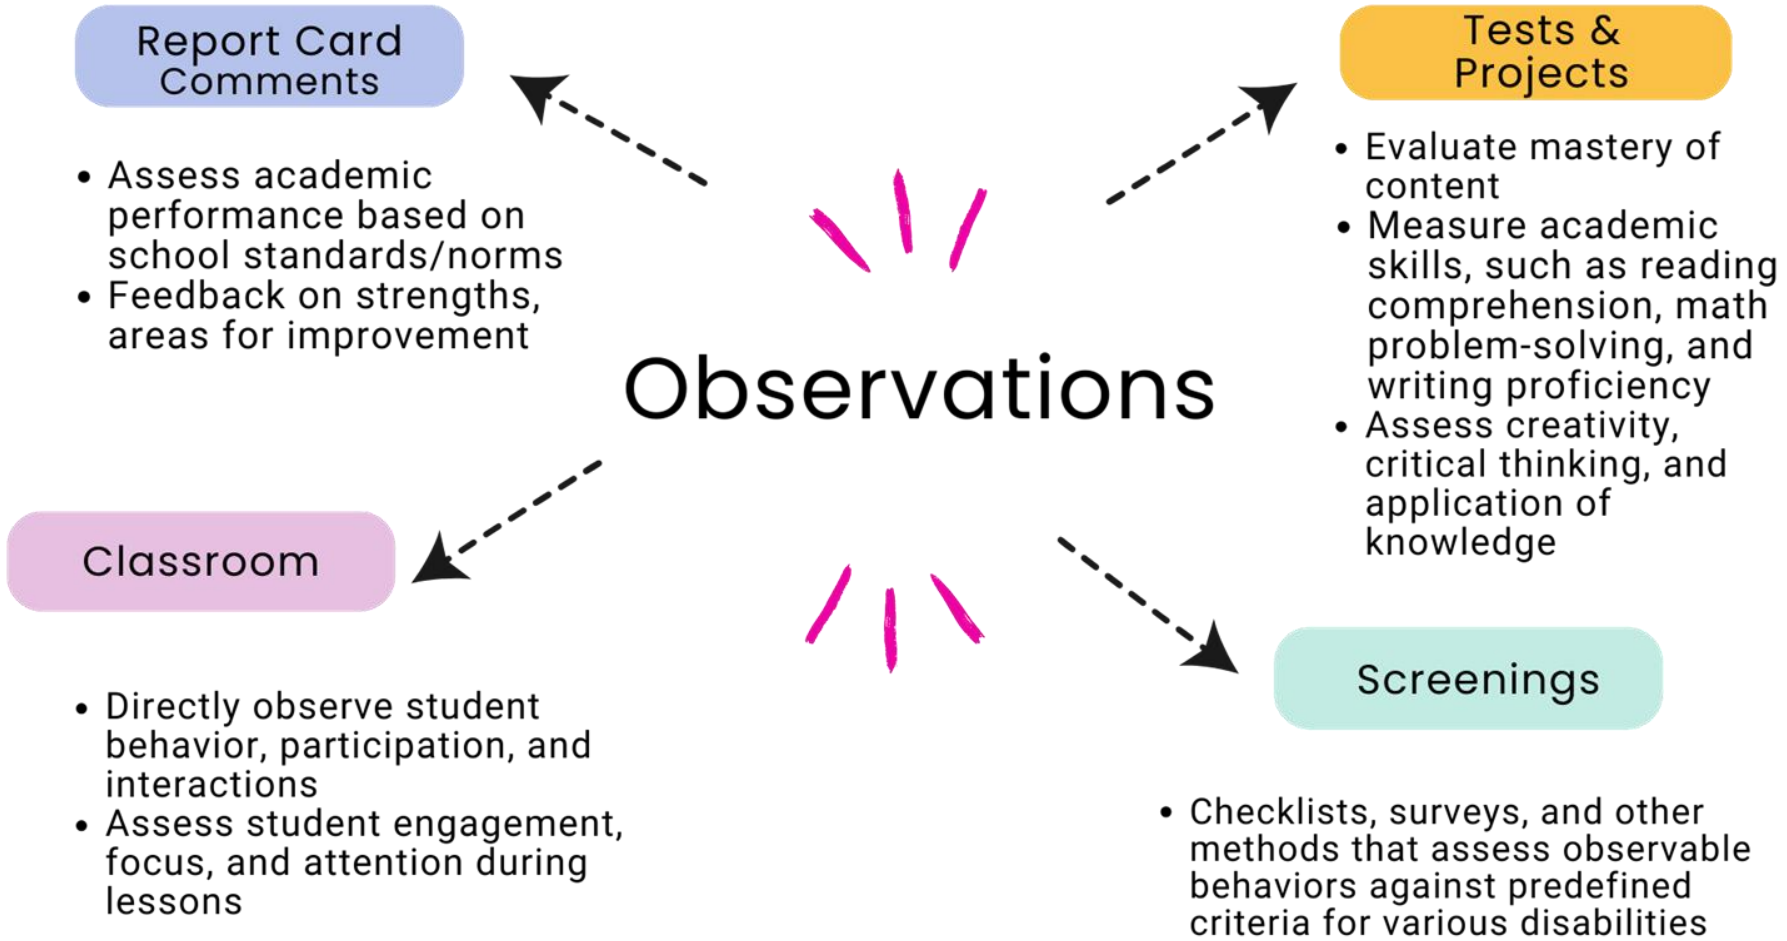 Report Card
Comments
• Assess academic
performance based on
school standards/norms
• Feedback on strengths,
areas for improvement
Tests &
Projects
• Evaluate mastery of
content
• Measure academic
skills, such as reading
comprehension, math
problem-solving, and
writing proficiency
• Assess creativity,
critical thinking, and
application of
knowledge
Observations
Classroom
• Directly observe student
behavior, participation, and
interactions
• Assess student engagement,
focus, and attention during
lessons
Screenings
• Checklists, surveys, and other
methods that assess observable
behaviors against predefined
criteria for various disabilities